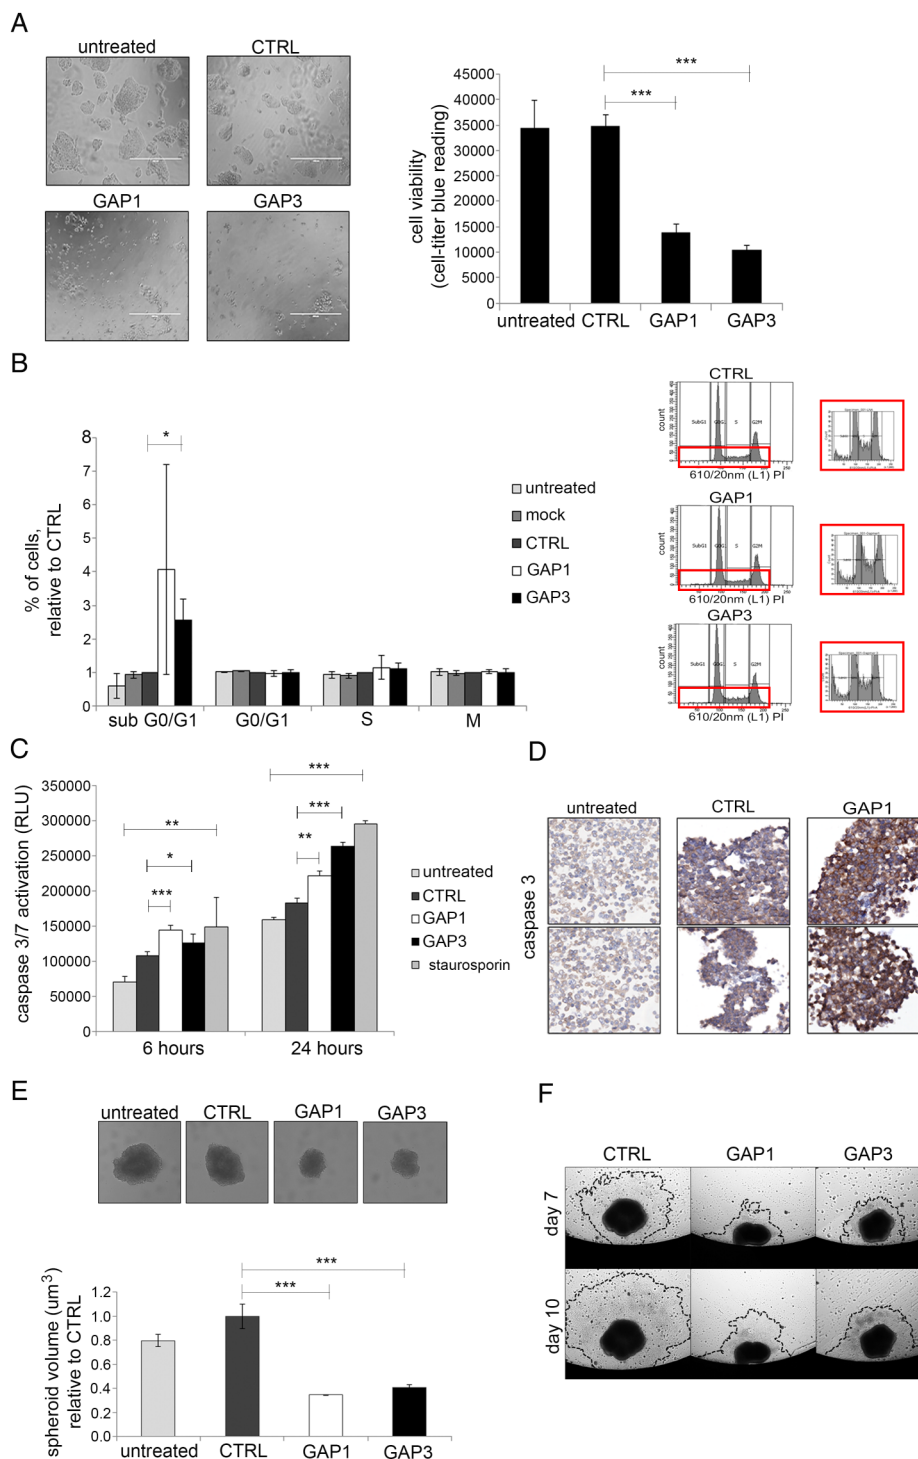 A
untreated
CTRL
GAP1
GAP3
cell viability
(cell-titer blue reading)
45000
40000
35000
30000
25000
20000
15000
10000
5000
0
***
***
untreated
CTRL
GAP1
GAP3
B
% of cells,
relative to CTRL
8
7
6
5
4
3
2
1
0
*
sub G0/G1
G0/G1
S
M
untreated
mock
CTRL
GAP1
GAP3
CTRL
count
SubG1
S
G2M
610/20nm (L1) PI
GAP1
count
SubG1
S
G2M
610/20nm (L1) PI
GAP3
count
SubG1
S
G2M
610/20nm (L1) PI
C
caspase 3/7 activation (RLU)
350000
300000
250000
200000
150000
100000
50000
0
**
*
***
***
***
**
6 hours
24 hours
untreated
CTRL
GAP1
GAP3
staurosporin
D
untreated
CTRL
GAP1
caspase 3
E
untreated
CTRL
GAP1
GAP3
spheroid volume (um3)
relative to CTRL
1.2
1.0
0.8
0.6
0.4
0.2
0.0
***
***
untreated
CTRL
GAP1
GAP3
F
CTRL
GAP1
GAP3
day 7
day 10